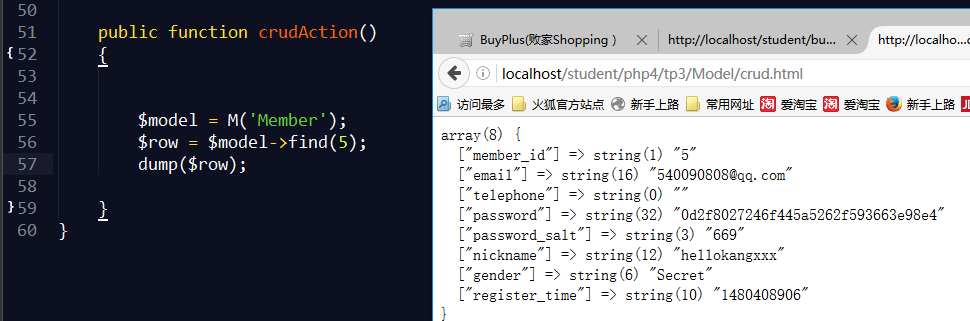 50
51 public function crudAction()
52 {
53
54
55 $model = M('Member');
56 $row = $model->find(5);
57 dump($row);
58
59 }
60 }
BuyPlus(败家Shopping )
http://localhost/student/bu...
http://localho...c
localhost/student/php4/tp3/Model/crud.html
访问最多 火狐官方站点 新手上路 常用网址 爱淘宝 爱淘宝 新手上路
array(8) {
["member_id"] => string(1) "5"
["email"] => string(16) "540090808@qq.com"
["telephone"] => string(0) ""
["password"] => string(32) "0d2f8027246f445a5262f593663e98e4"
["password_salt"] => string(3) "669"
["nickname"] => string(12) "hellokangxxx"
["gender"] => string(6) "Secret"
["register_time"] => string(10) "1480408906"
}